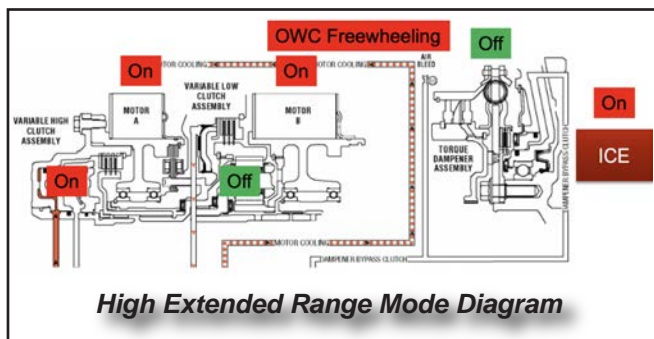 OWC Freewheeling
Off
On
On
MOTOR COOLING
MOTOR COOLING
AIR
BLEED
VARIABLE LOW
CLUTCH
ASSEMBLY
On
VARIABLE HIGH
CLUTCH
ASSEMBLY
MOTOR
A
MOTOR
B
TORQUE
DAMPENER
ASSEMBLY
ICE
On
Off
DAMPENER BYPASS CLUTCH
MOTOR COOLING
DAMPENER BYPASS CLUTCH
High Extended Range Mode Diagram